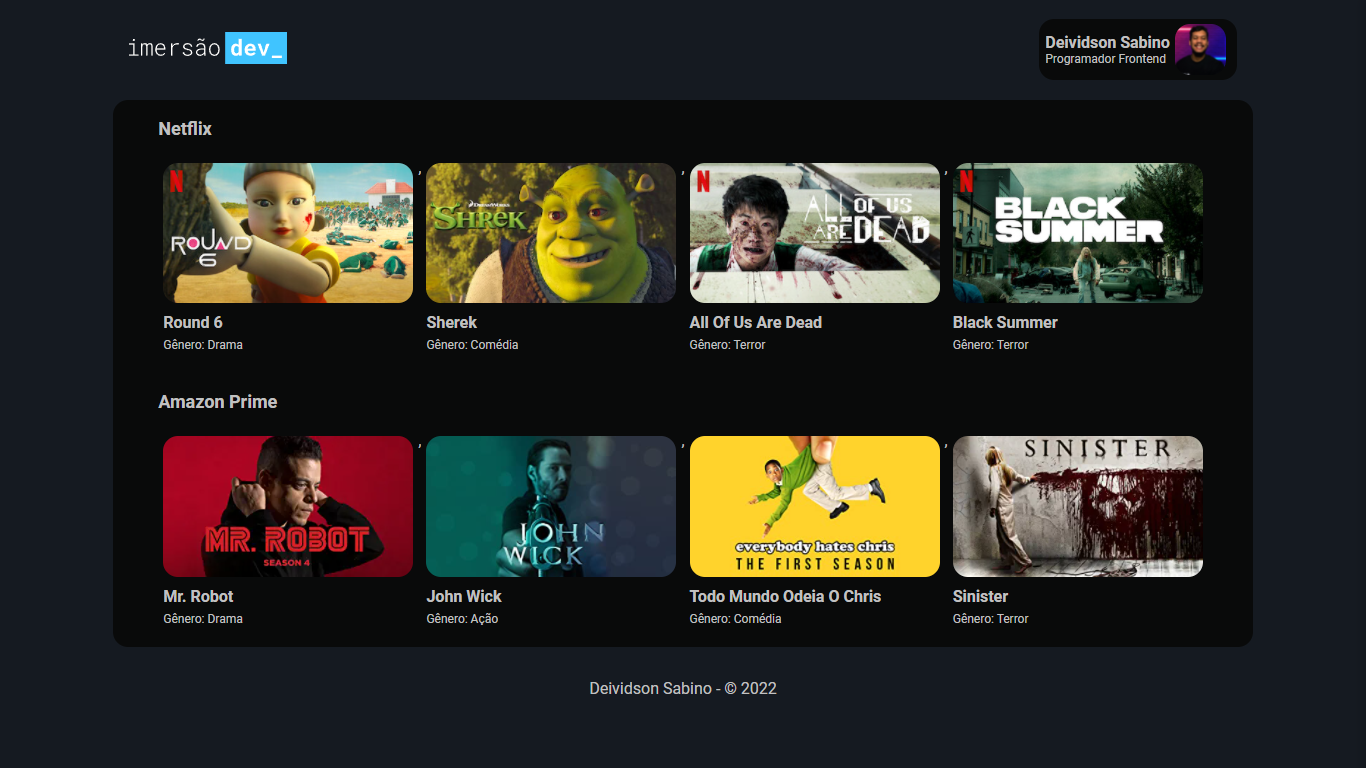 imersão dev_
Deividson Sabino
Programador Frontend
Netflix
N
ROUND 6
,
DREAMWORKS
SHREK
,
N
ALL OF US ARE DEAD
,
N
BLACK SUMMER
Round 6
Gênero: Drama
Sherek
Gênero: Comédia
All Of Us Are Dead
Gênero: Terror
Black Summer
Gênero: Terror
Amazon Prime
MR. ROBOT
SEASON 4
,
JOHN
WICK
,
everybody hates chris
THE FIRST SEASON
,
SINISTER
Mr. Robot
Gênero: Drama
John Wick
Gênero: Ação
Todo Mundo Odeia O Chris
Gênero: Comédia
Sinister
Gênero: Terror
Deividson Sabino - © 2022